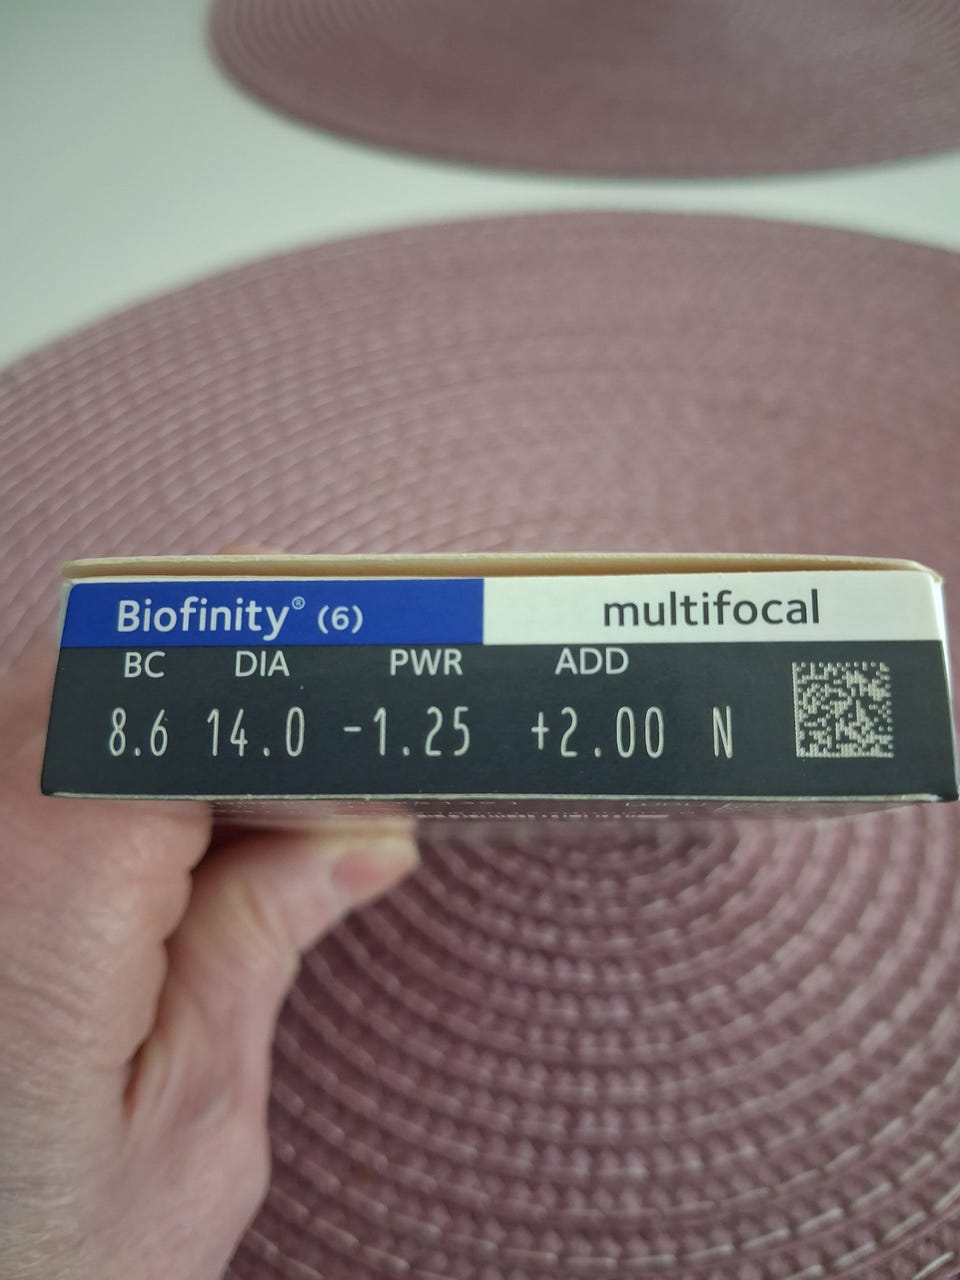 Biofinity® (6) multifocal
BC DIA PWR ADD
8.6 14.0 -1.25 +2.00 N